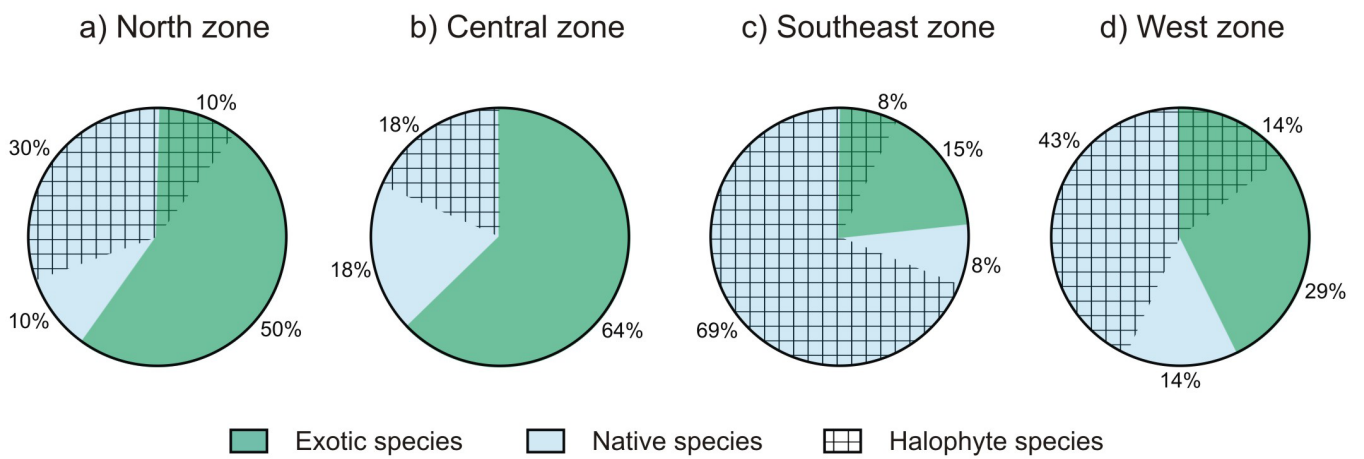 a) North zone
b) Central zone
c) Southeast zone
d) West zone
10%
30%
10%
50%
18%
18%
64%
8%
15%
8%
69%
14%
43%
29%
14%
Exotic species
Native species
Halophyte species